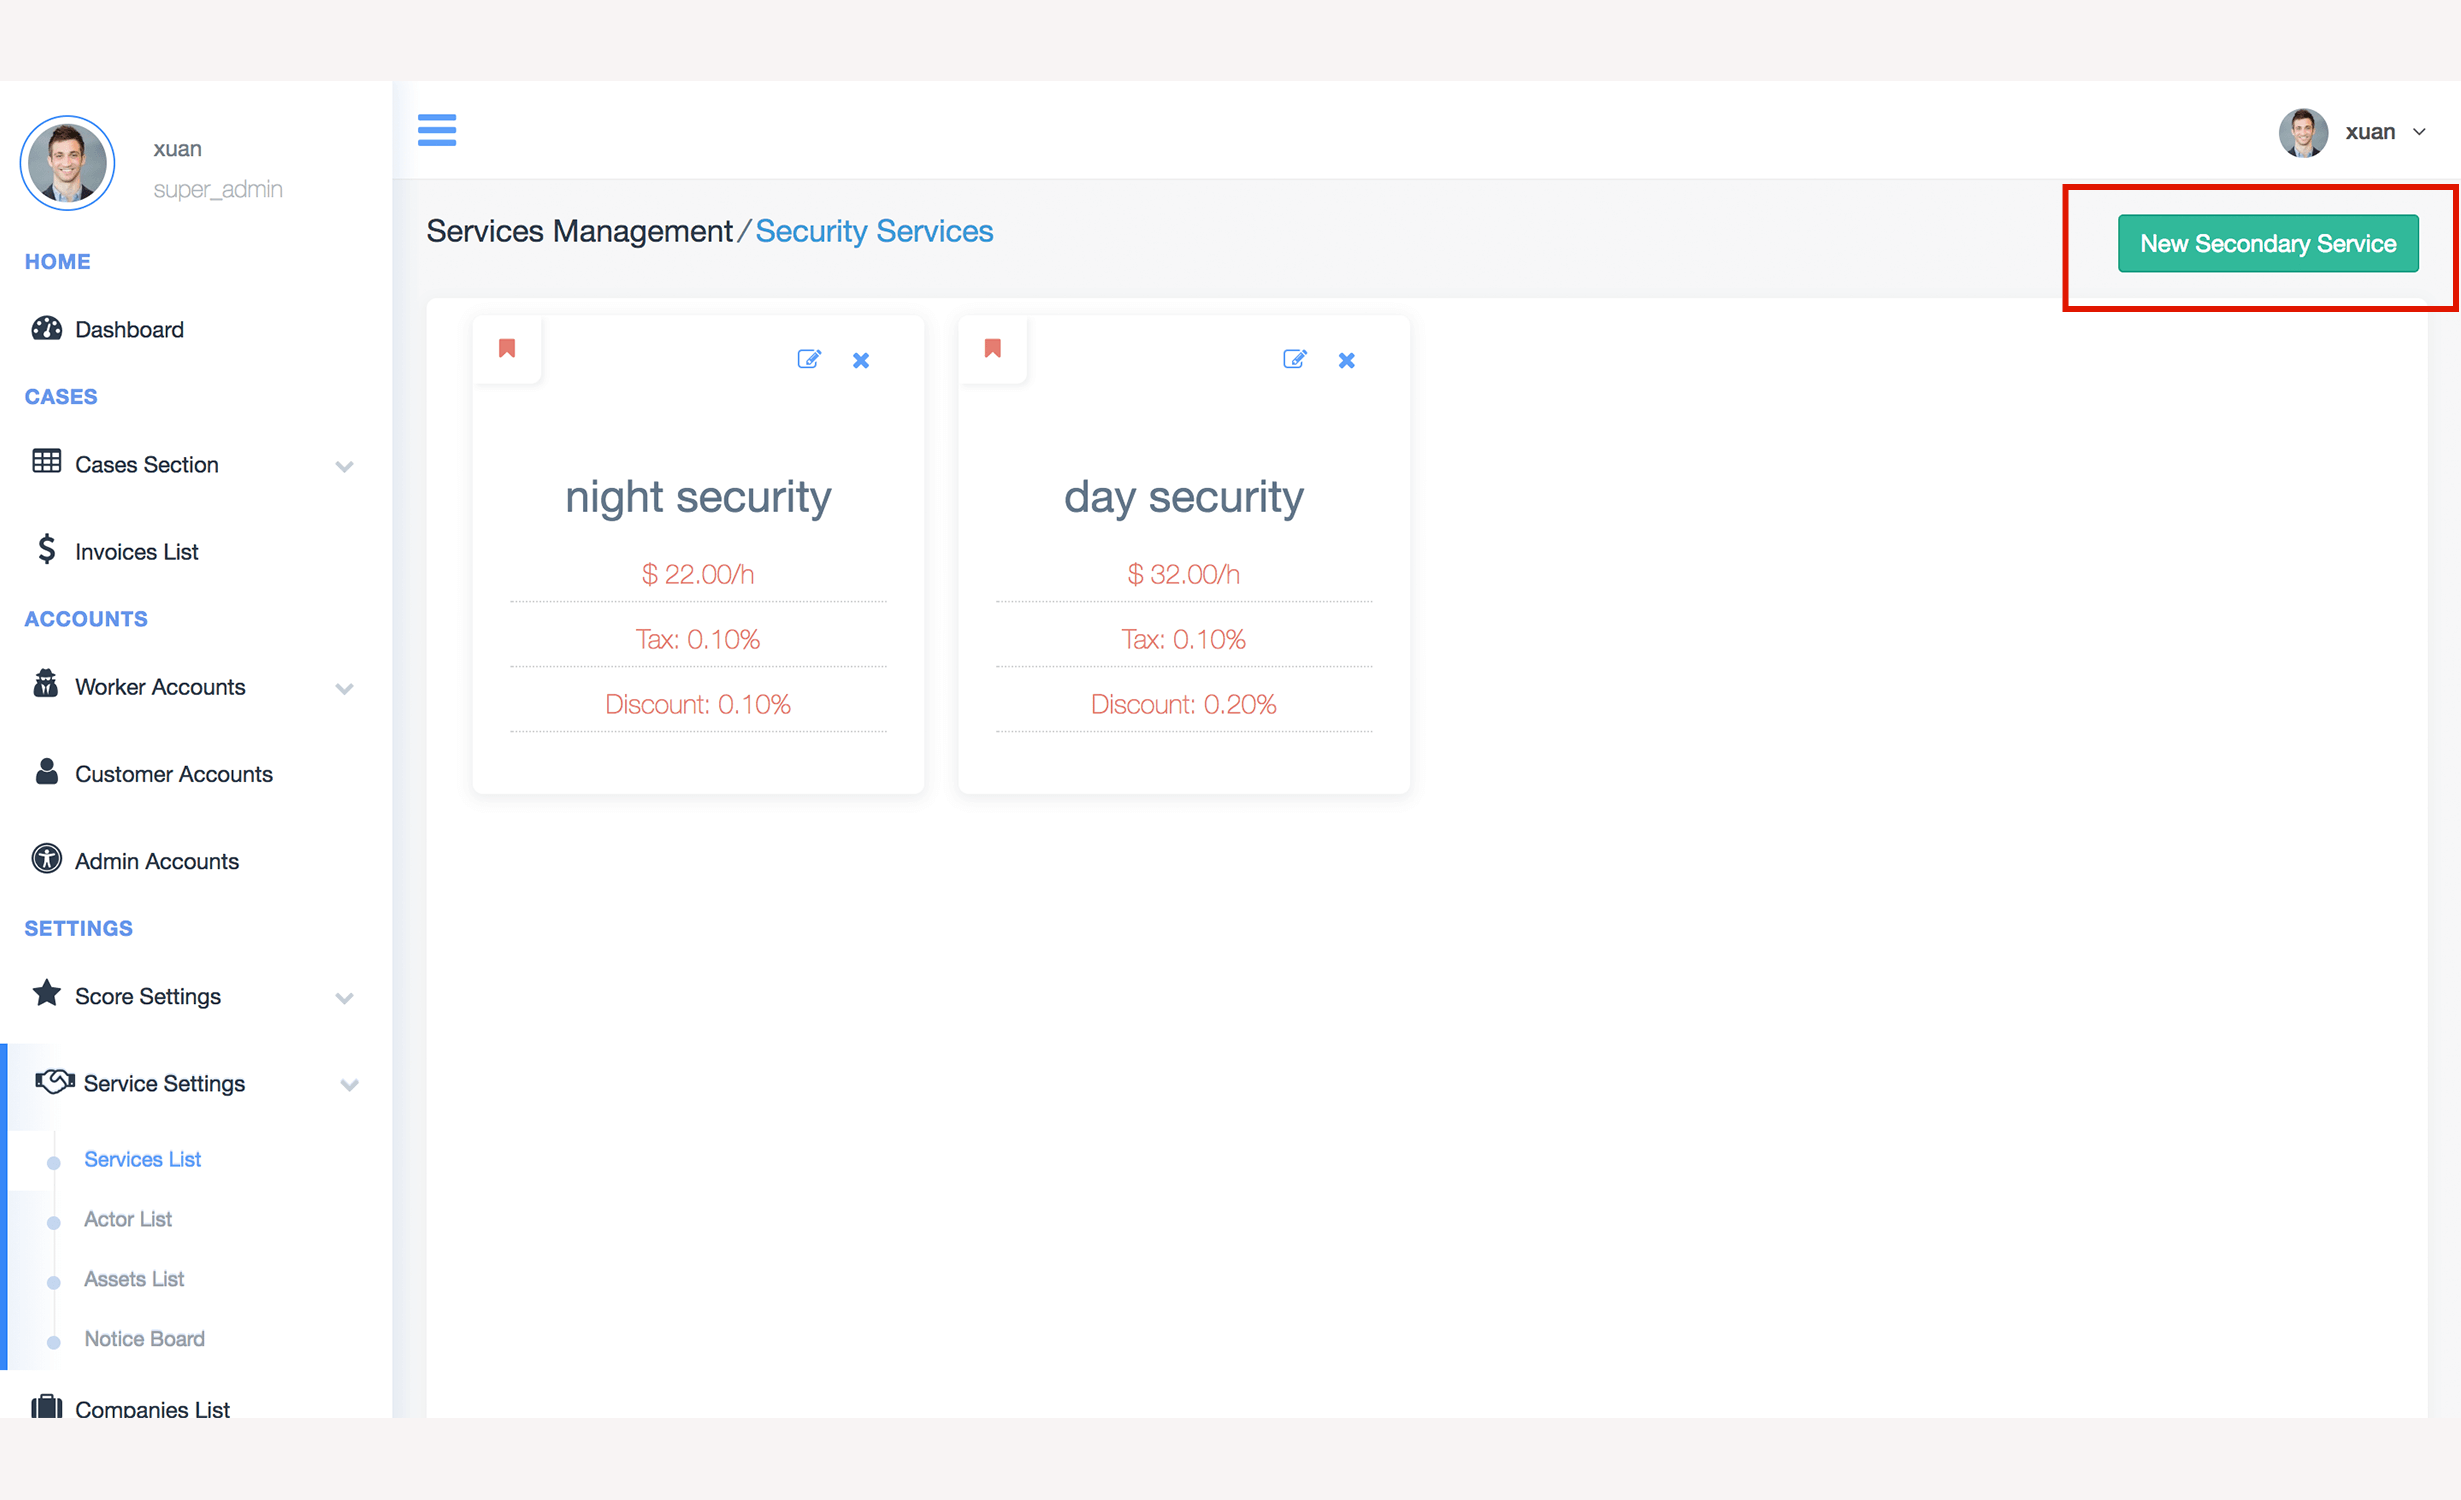 xuan
super_admin
HOME
Dashboard
CASES
Cases Section
Invoices List
ACCOUNTS
Worker Accounts
Customer Accounts
Admin Accounts
SETTINGS
Score Settings
Service Settings
Services List
Actor List
Assets List
Notice Board
Companies List
xuan
Services Management/Security Services
New Secondary Service
night security
$ 22.00/h
Tax: 0.10%
Discount: 0.10%
day security
$ 32.00/h
Tax: 0.10%
Discount: 0.20%